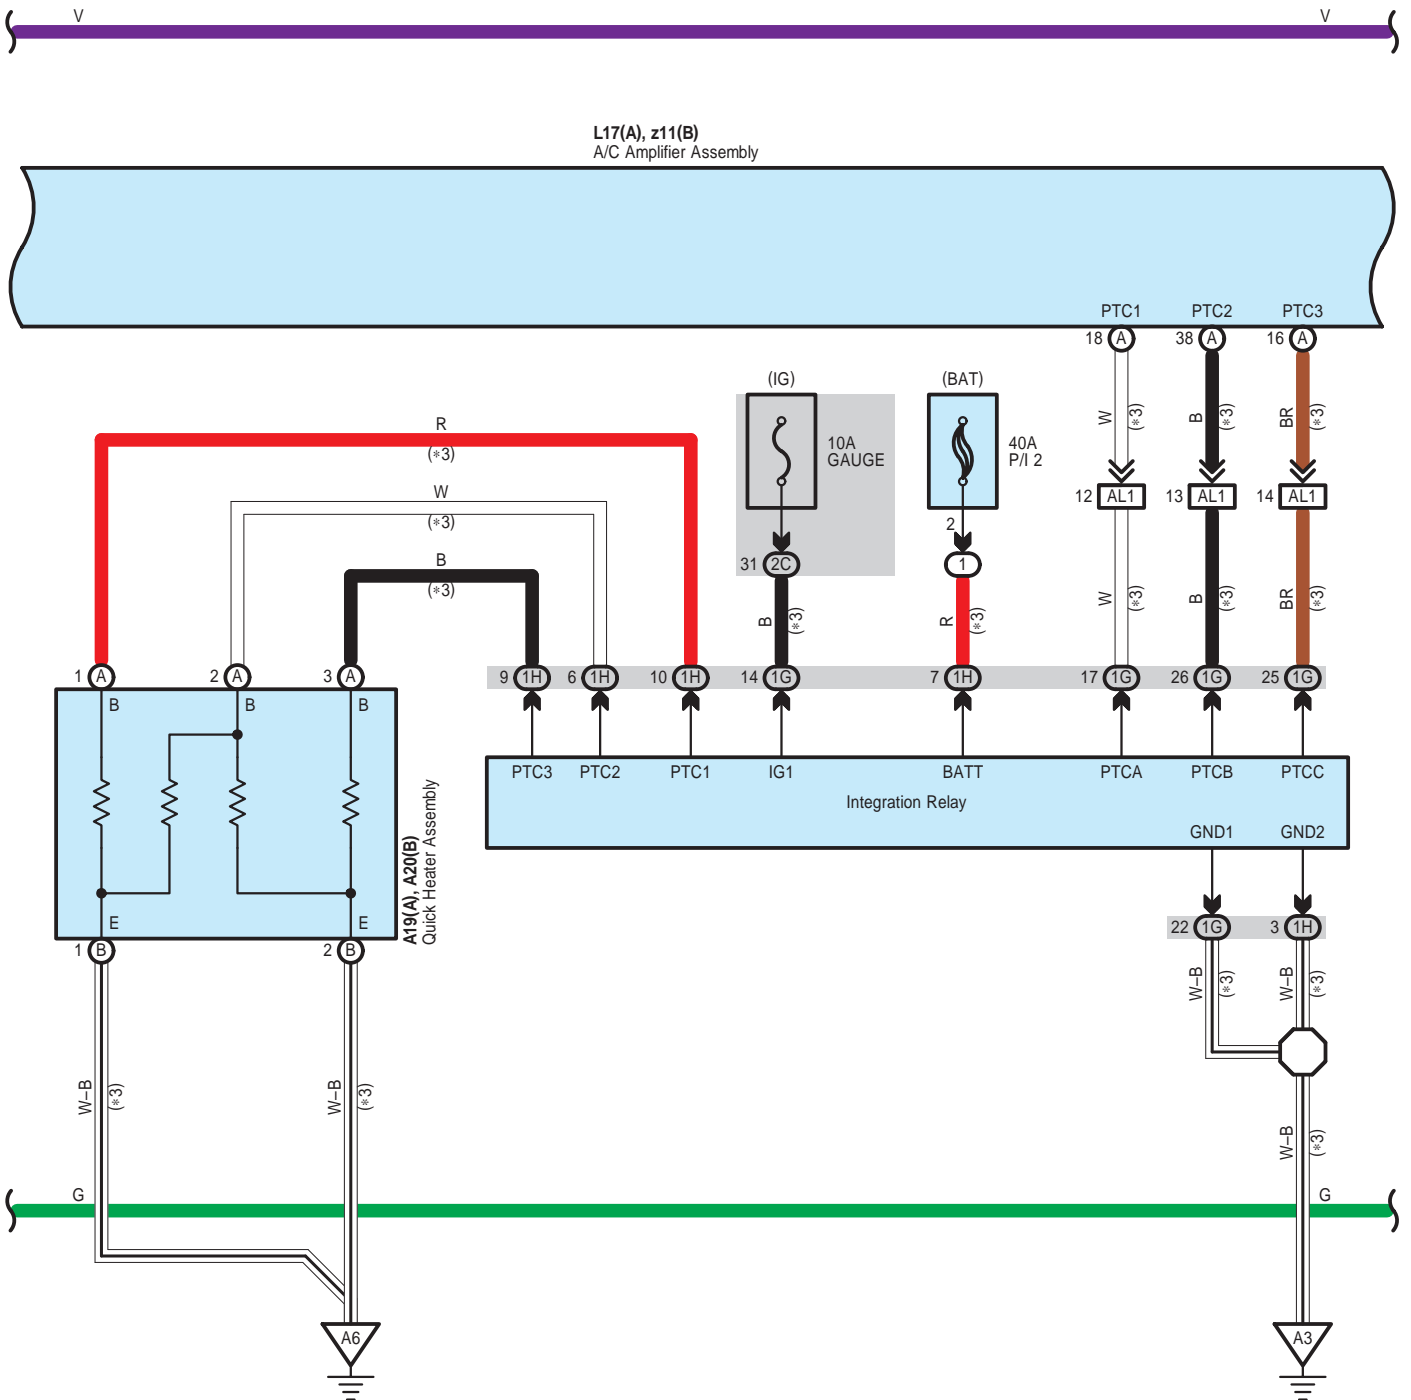 V V
L17(A), z11(B)
A/C Amplifier Assembly
PTC1 PTC2 PTC3
18 A 38 A 16 A
(IG) (BAT)
10A
GAUGE
40A
P/I 2
W (*3) B (*3) BR (*3)
R
(*3)
W
(*3)
B
(*3)
12 AL1 13 AL1 14 AL1
2
31 2C 1
B (*3) R (*3) W (*3) B (*3) BR (*3)
1 A 2 A 3 A 9 1H 6 1H 10 1H 14 1G 7 1H 17 1G 26 1G 25 1G
B B B
PTC3 PTC2 PTC1 IG1 BATT PTCA PTCB PTCC
Integration Relay
GND1 GND2
A19(A), A20(B)
Quick Heater Assembly
E E
1 B 2 B
22 1G 3 1H
W–B (*3) W–B (*3)
W–B (*3) W–B (*3) W–B (*3)
G G
A6 A3